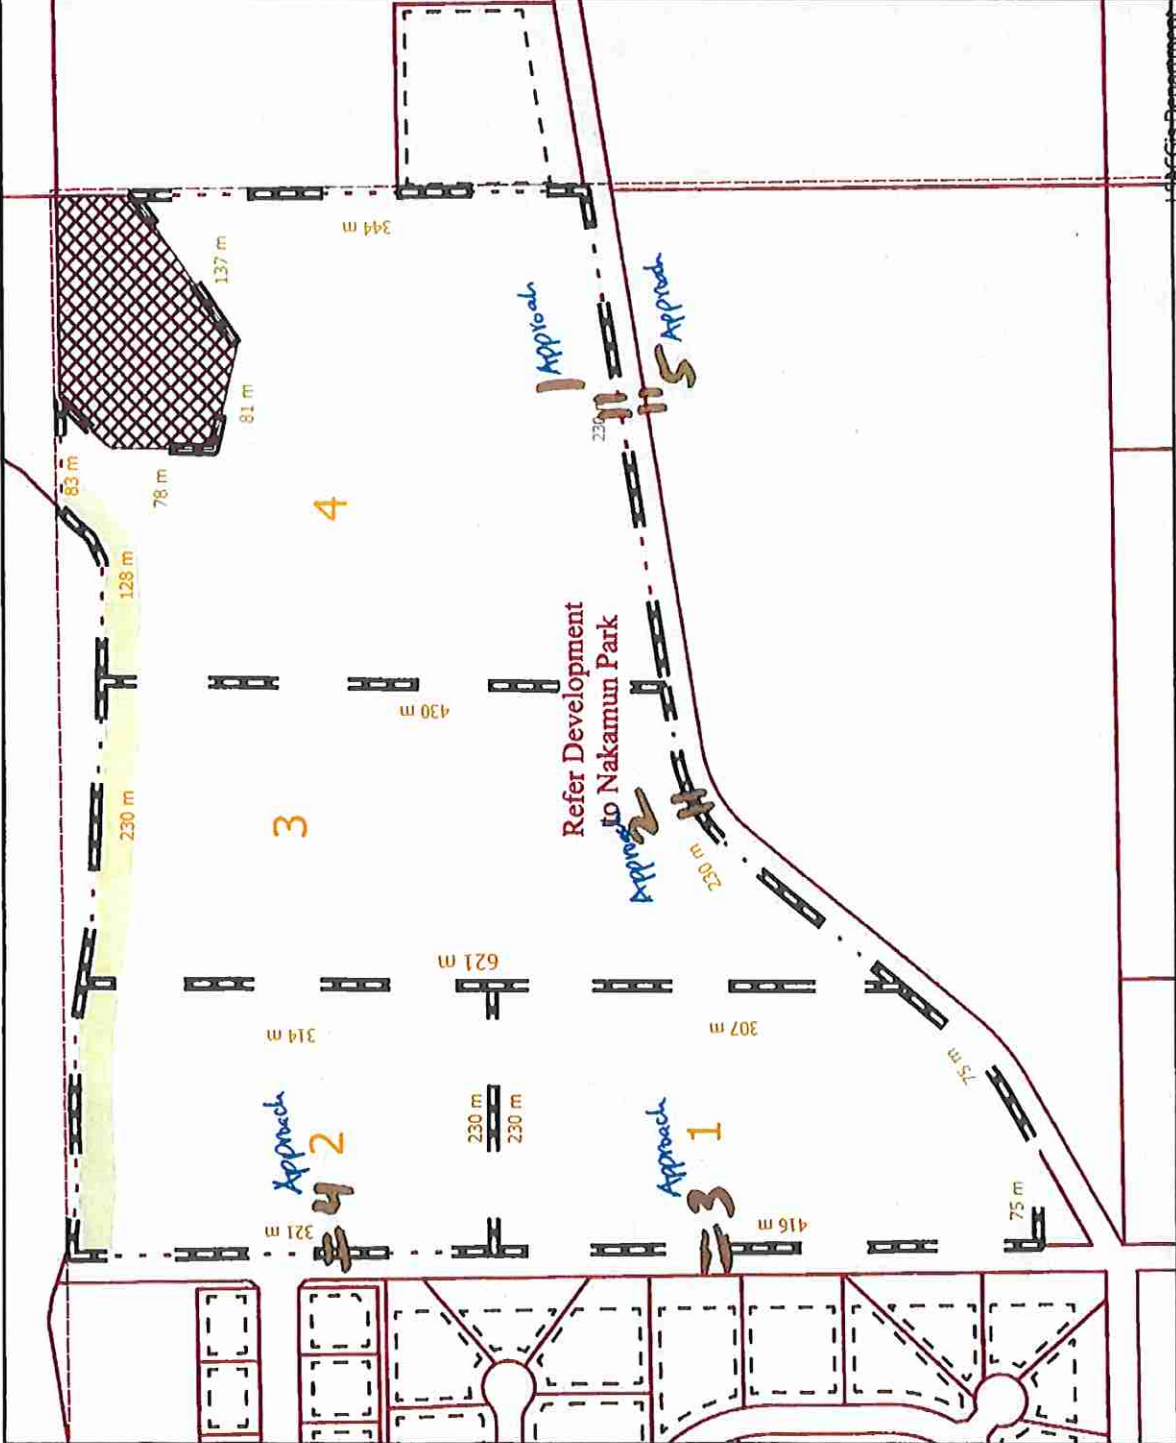 344 m
137 m
81 m
83 m
78 m
128 m
4
1 Approach
230
5 Approach
430 m
Refer Development
to Nakamun Park
230 m
3
Approach
2
230 m
621 m
314 m
307 m
75 m
Approach
4
2
321 m
230 m
230 m
Approach
3
1
416 m
75 m